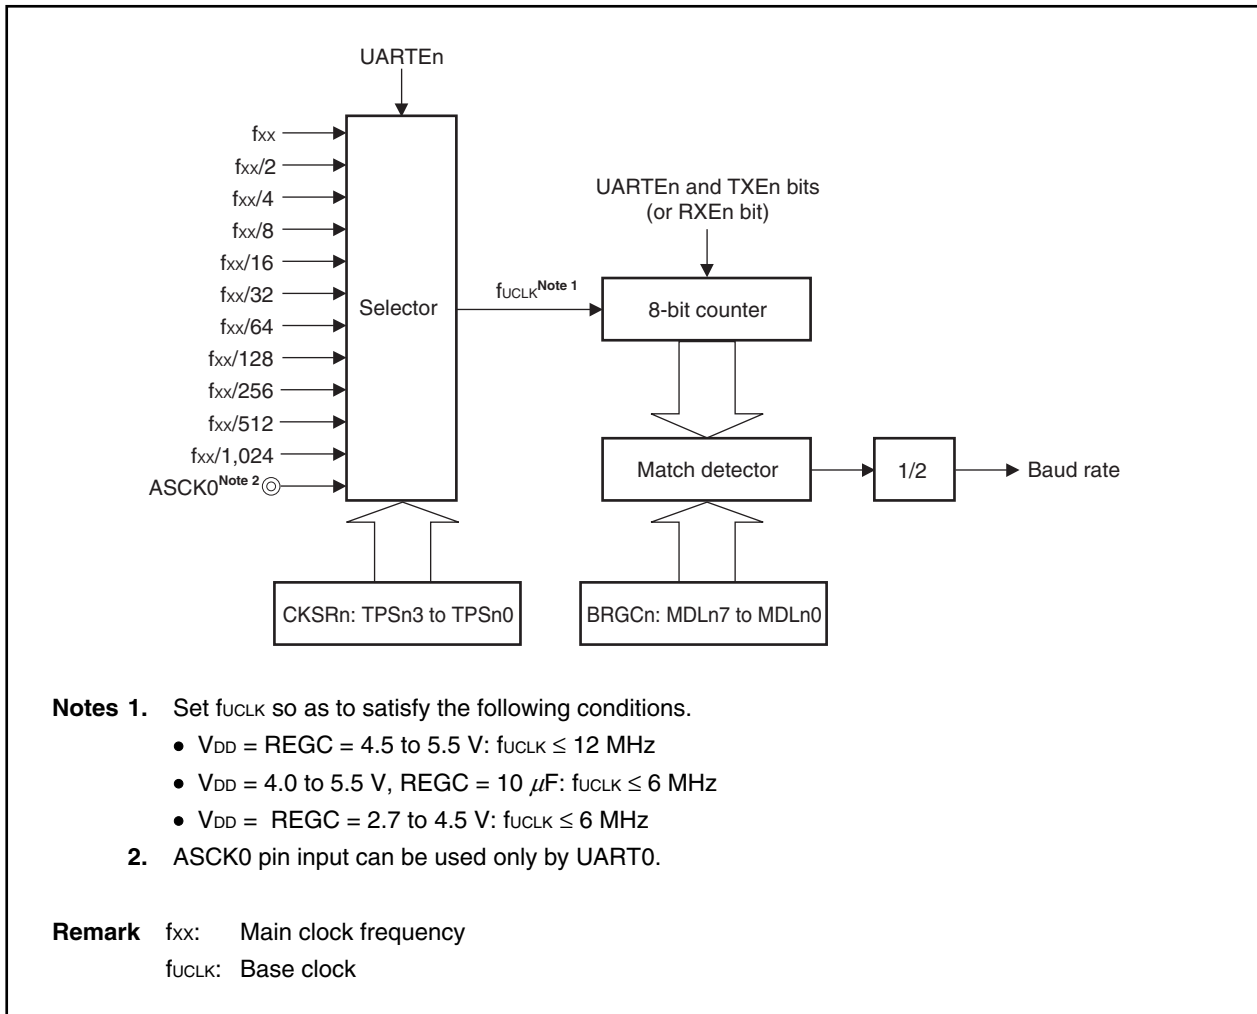 UARTEn
fxx
fxx/2
fxx/4
fxx/8
fxx/16
fxx/32
fxx/64
fxx/128
fxx/256
fxx/512
fxx/1,024
ASCK0Note 2
Selector
fUCLKNote 1
UARTEn and TXEn bits
(or RXEn bit)
8-bit counter
Match detector
1/2
Baud rate
CKSRn: TPSn3 to TPSn0
BRGCn: MDLn7 to MDLn0
Notes 1. Set fUCLK so as to satisfy the following conditions.
• VDD = REGC = 4.5 to 5.5 V: fUCLK ≤ 12 MHz
• VDD = 4.0 to 5.5 V, REGC = 10 μF: fUCLK ≤ 6 MHz
• VDD = REGC = 2.7 to 4.5 V: fUCLK ≤ 6 MHz
2. ASCK0 pin input can be used only by UART0.
Remark fxx: Main clock frequency
fUCLK: Base clock